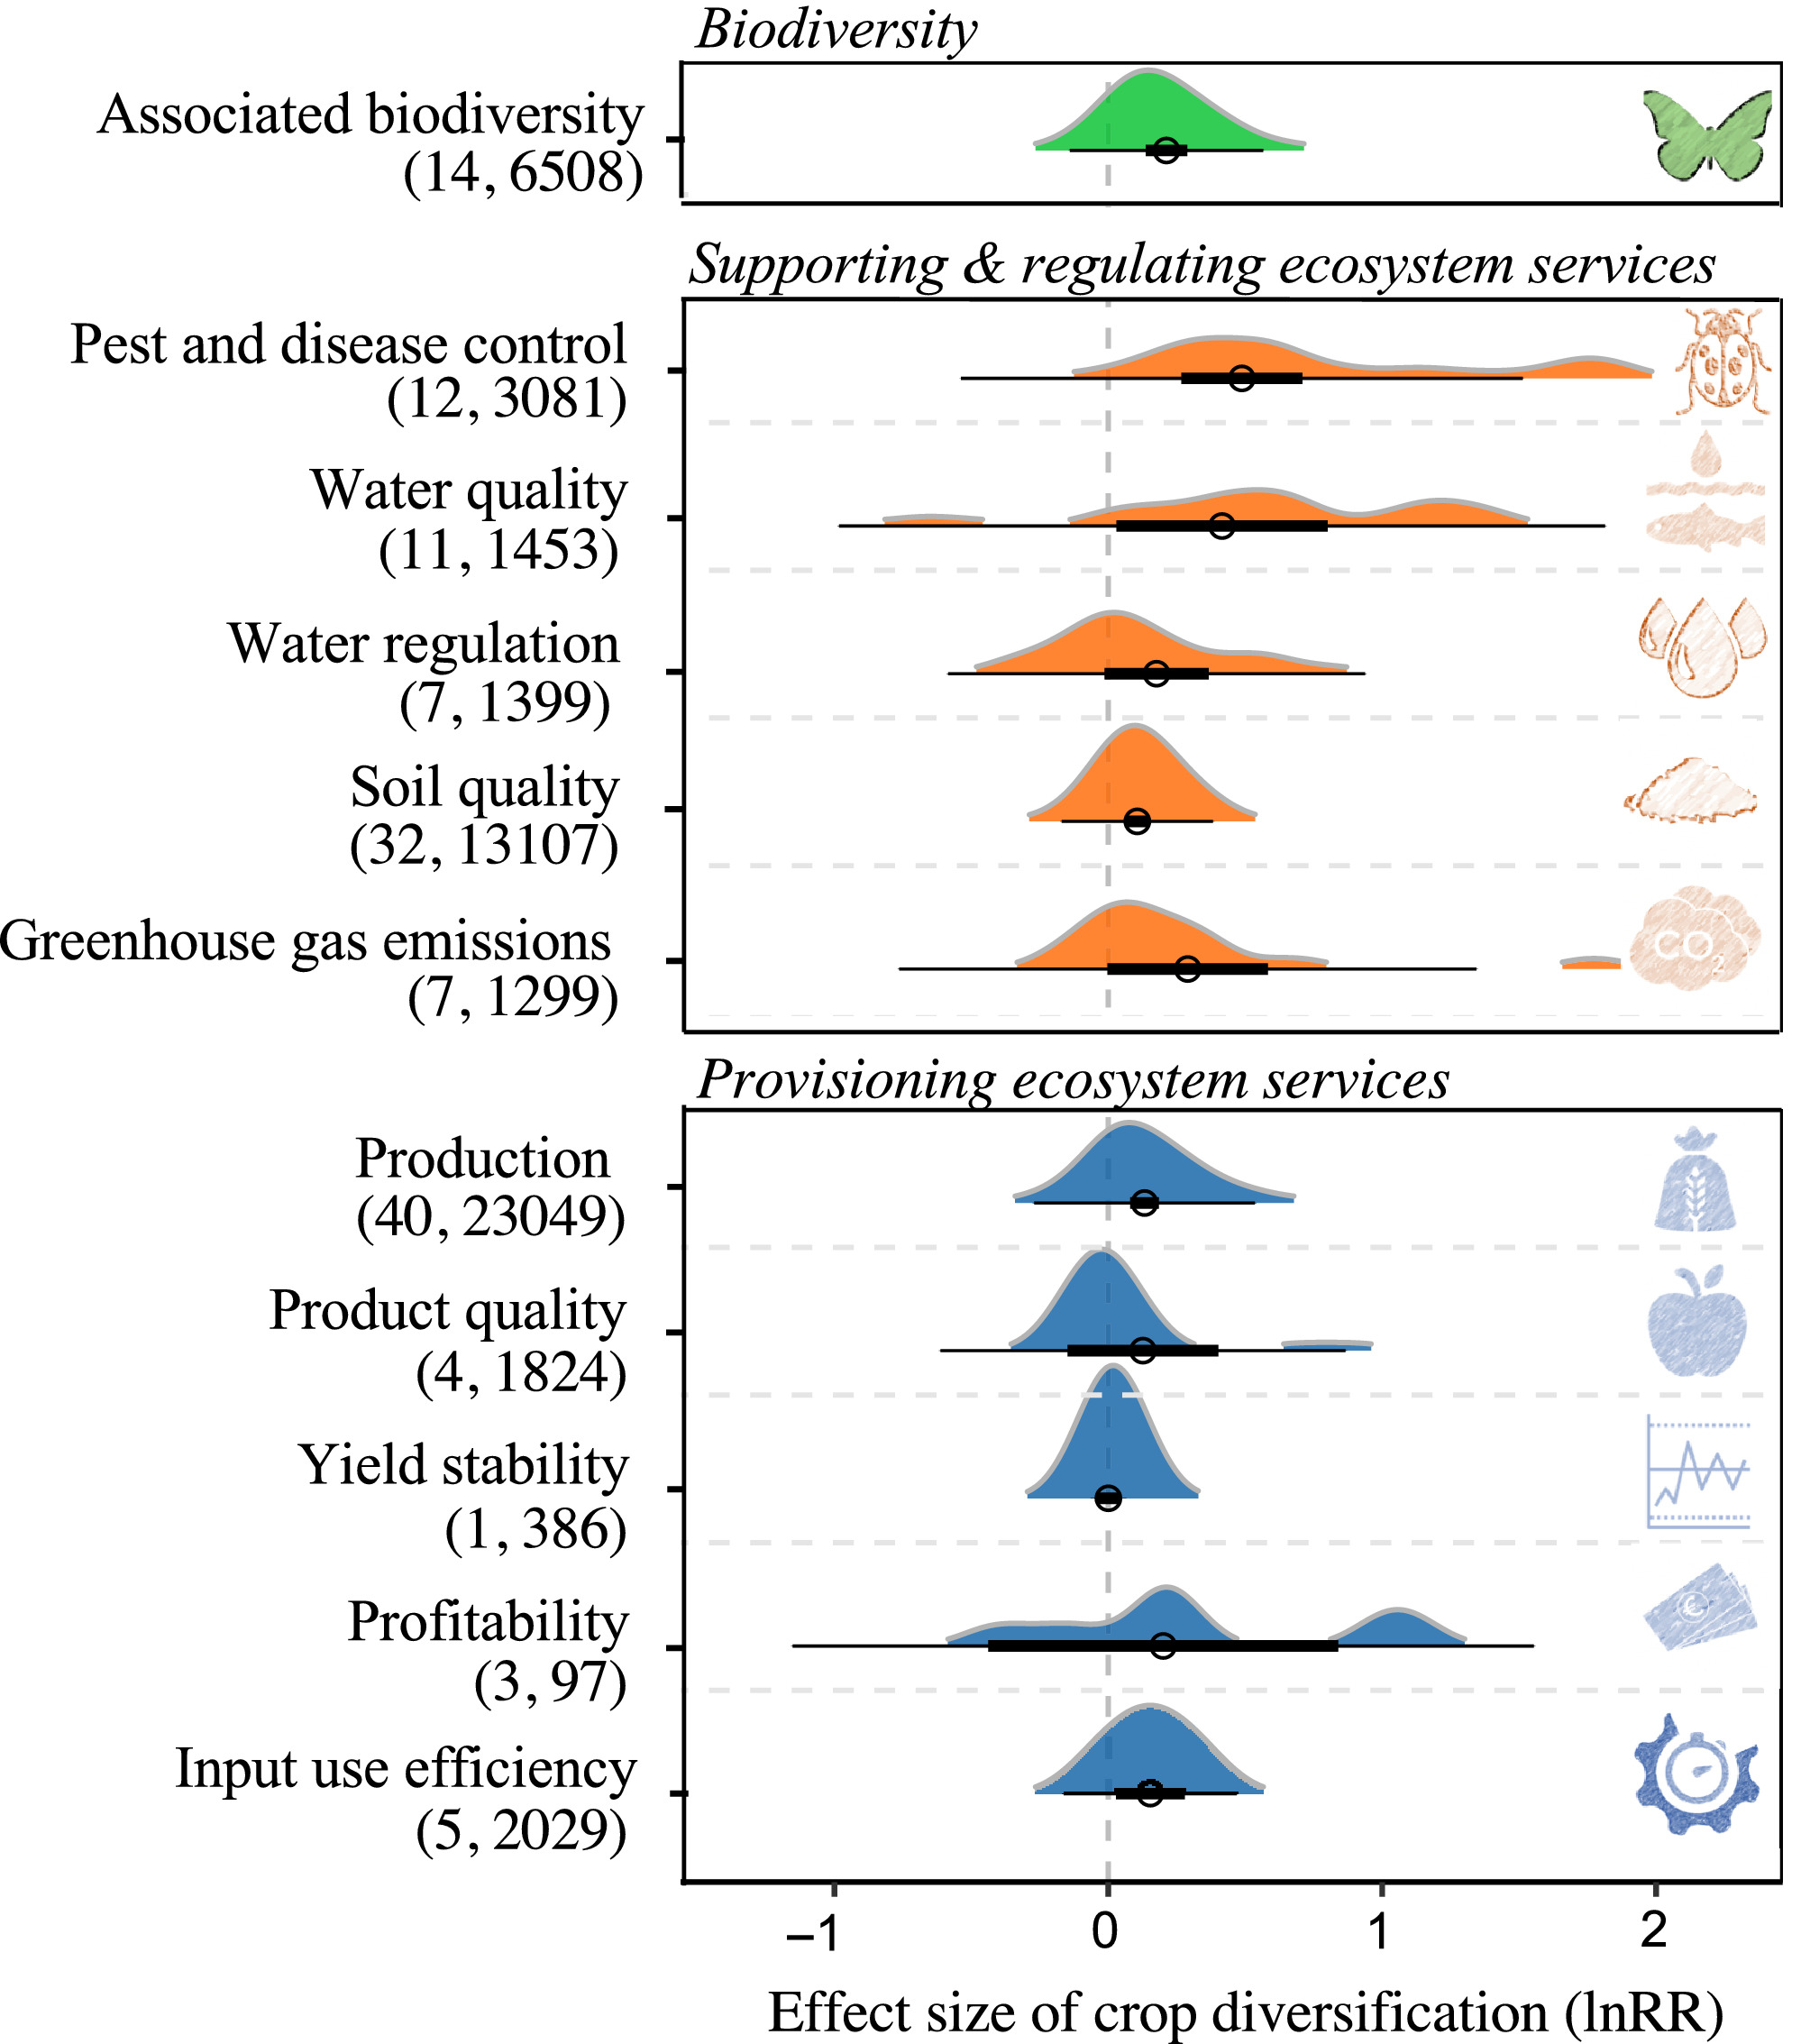 Biodiversity
Associated biodiversity
(14, 6508)
Supporting & regulating ecosystem services
Pest and disease control
(12, 3081)
Water quality
(11, 1453)
Water regulation
(7, 1399)
Soil quality
(32, 13107)
Greenhouse gas emissions
(7, 1299)
CO2
Provisioning ecosystem services
Production
(40, 23049)
Product quality
(4, 1824)
Yield stability
(1, 386)
Profitability
(3, 97)
€
Input use efficiency
(5, 2029)
–1 0 1 2
Effect size of crop diversification (lnRR)